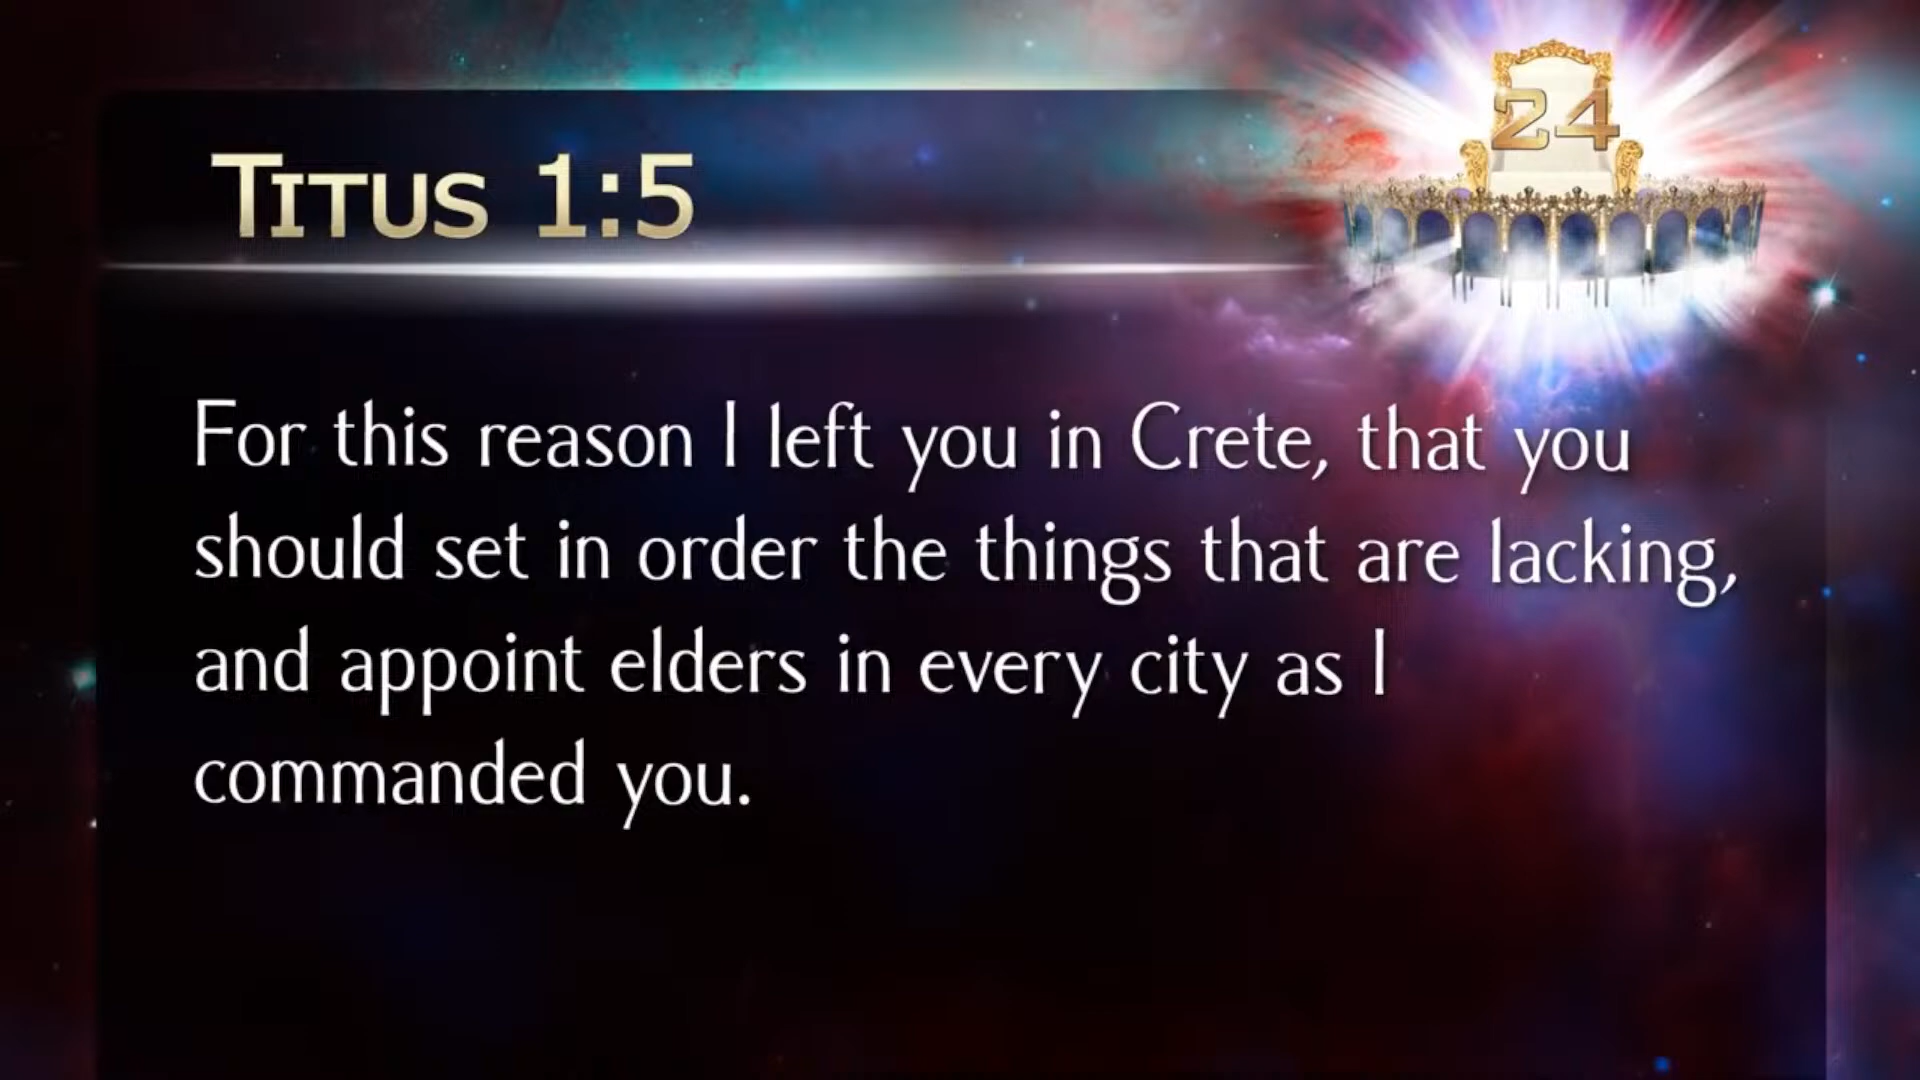 24
Titus 1:5
For this reason I left you in Crete, that you
should set in order the things that are lacking,
and appoint elders in every city as I
commanded you.